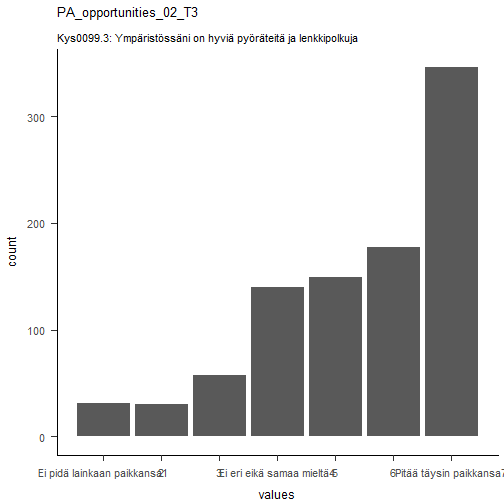 PA_opportunities_02_T3
Kys0099.3: Ympäristössäni on hyviä pyöräteitä ja lenkkipolkuja
300
200
100
0
count
Ei pidä lainkaan paikkansa1 2 3 Ei eri eikä samaa mieltä4 5 6 Pitää täysin paikkansa7
values